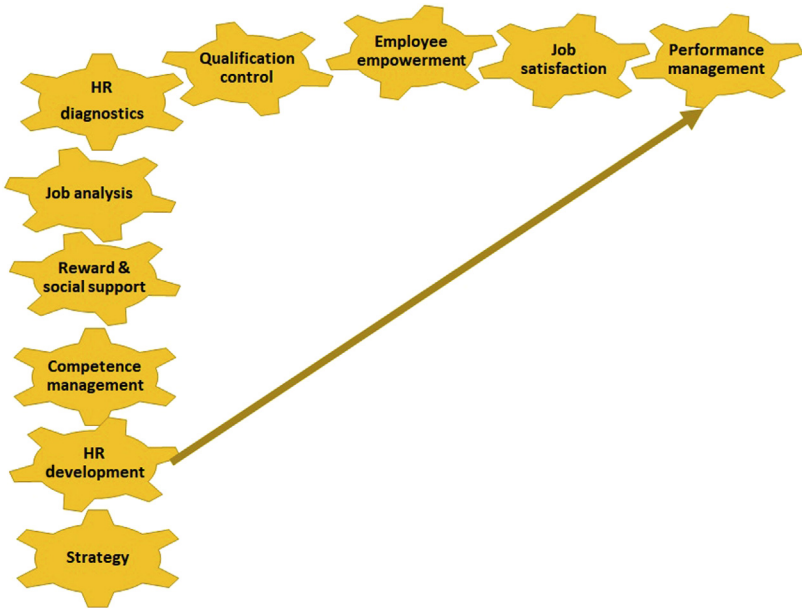 HR
diagnostics
Qualification
control
Employee
empowerment
Job
satisfaction
Performance
management
Job analysis
Reward &
social support
Competence
management
HR
development
Strategy